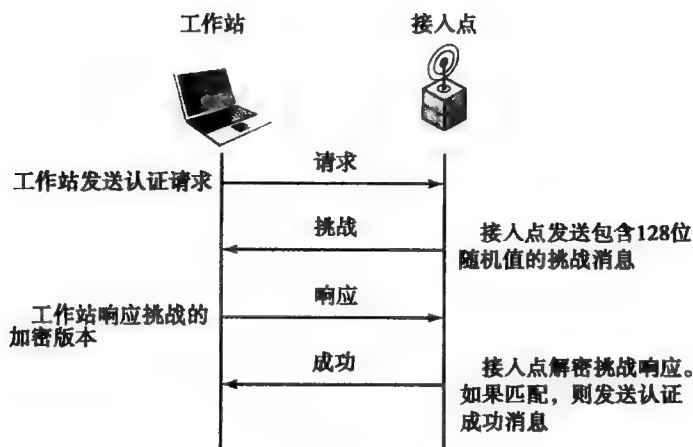 工作站
接入点
请求
工作站发送认证请求
挑战
接入点发送包含128位
随机值的挑战消息
响应
工作站响应挑战的
加密版本
成功
接入点解密挑战响应。
如果匹配，则发送认证
成功消息